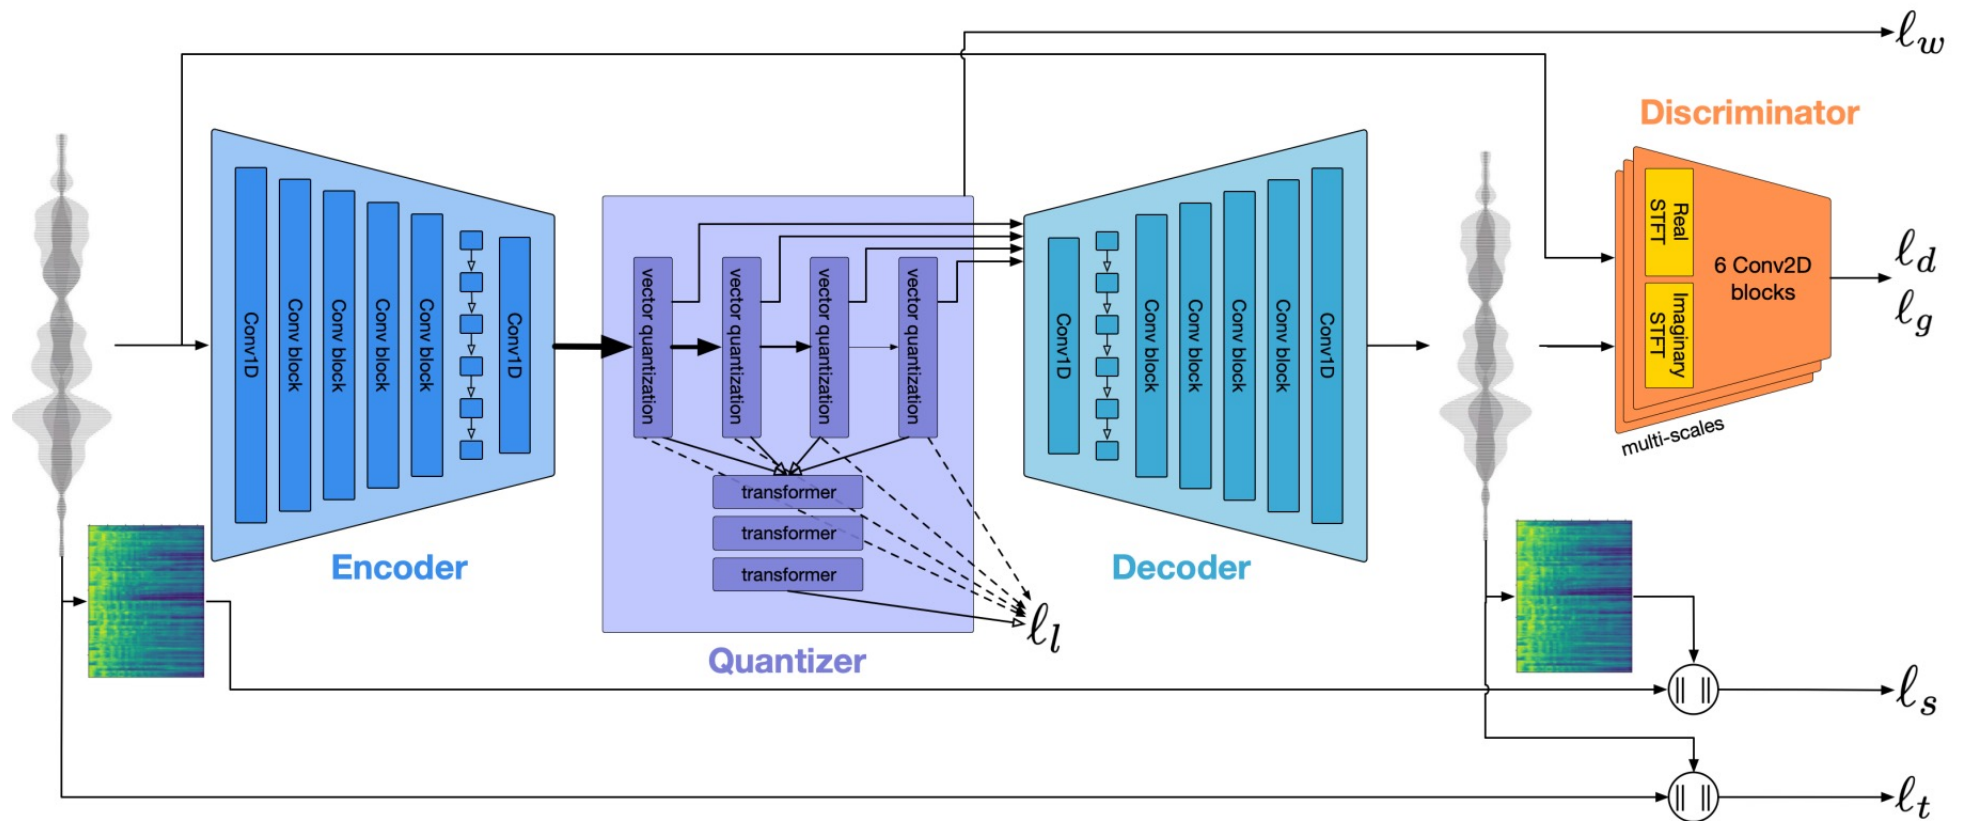 ℓw
Discriminator
Real
STFT
Imaginary
STFT
6 Conv2D
blocks
multi-scales
ℓd
ℓg
Conv1D
Conv block
Conv block
Conv block
Conv block
Conv1D
Encoder
vector quantization
vector quantization
vector quantization
vector quantization
transformer
transformer
transformer
Quantizer
ℓl
Conv1D
Conv block
Conv block
Conv block
Conv block
Conv1D
Decoder
|| ||
ℓs
|| ||
ℓt